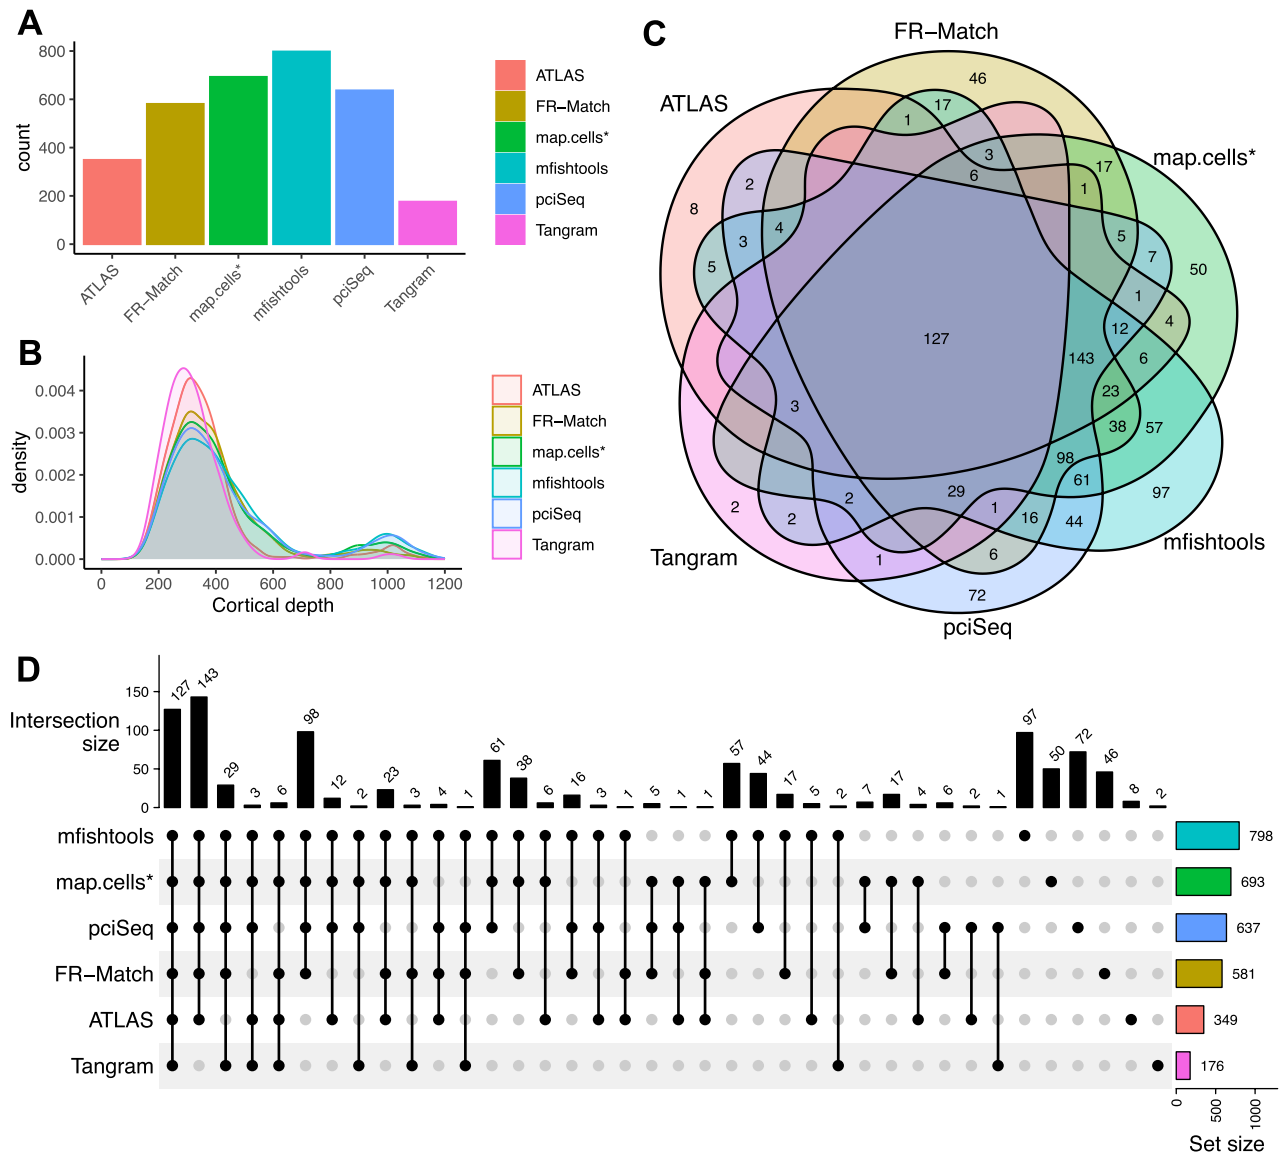 A
800
600
400
200
0
count
ATLAS
FR−Match
map.cells*
mfishtools
pciSeq
Tangram
ATLAS
FR−Match
map.cells*
mfishtools
pciSeq
Tangram
B
0.004
0.003
0.002
0.001
0.000
density
0 200 400 600 800 1000 1200
Cortical depth
ATLAS
FR−Match
map.cells*
mfishtools
pciSeq
Tangram
C
FR−Match
ATLAS
map.cells*
mfishtools
pciSeq
Tangram
46
17
1
3
17
6
1
2
8
4
3
5
5
7
50
1
4
12
127
143
6
23
3
38
57
98
61
97
29
2
1
16
44
2
2
1
6
72
D
Intersection
size
150
100
50
0
127 143 29 3 6 98 12 2 23 3 4 1 61 38 6 16 3 1 5 1 1 57 44 17 5 2 7 17 4 6 2 1 97 50 72 46 8 2
mfishtools 798
map.cells* 693
pciSeq 637
FR−Match 581
ATLAS 349
Tangram 176
0 500 1000
Set size